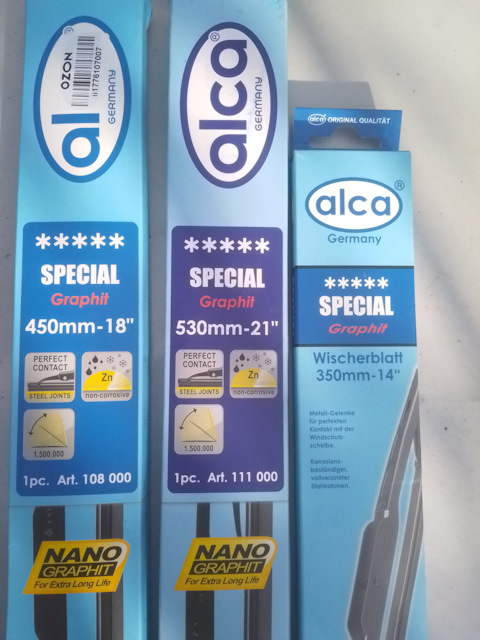 OZON
li1776107007
al
GERMANY
*****
SPECIAL
Graphit
450mm-18"
PERFECT
CONTACT
STEEL JOINTS
Zn
non-corrosive
1.500.000
1pc. Art. 108 000
NANO
GRAPHIT
For Extra Long Life
alca®
GERMANY
*****
SPECIAL
Graphit
530mm-21"
PERFECT
CONTACT
STEEL JOINTS
Zn
non-corrosive
1.500.000
1pc. Art. 111 000
NANO
GRAPHIT
For Extra Long Life
alca ORIGINAL QUALITÄT
alca®
Germany
*****
SPECIAL
Graphit
Wischerblatt
350mm-14"
Metall-Gelenke
für perfekten
Kontakt mit der
Windschutz-
scheibe.
Korrosions-
beständiger,
vollverzinkter
Stahlrahmen.